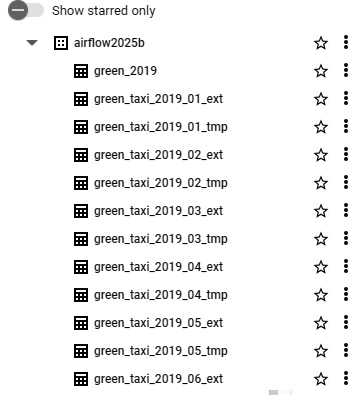 Show starred only
airflow2025b
green_2019
green_taxi_2019_01_ext
green_taxi_2019_01_tmp
green_taxi_2019_02_ext
green_taxi_2019_02_tmp
green_taxi_2019_03_ext
green_taxi_2019_03_tmp
green_taxi_2019_04_ext
green_taxi_2019_04_tmp
green_taxi_2019_05_ext
green_taxi_2019_05_tmp
green_taxi_2019_06_ext